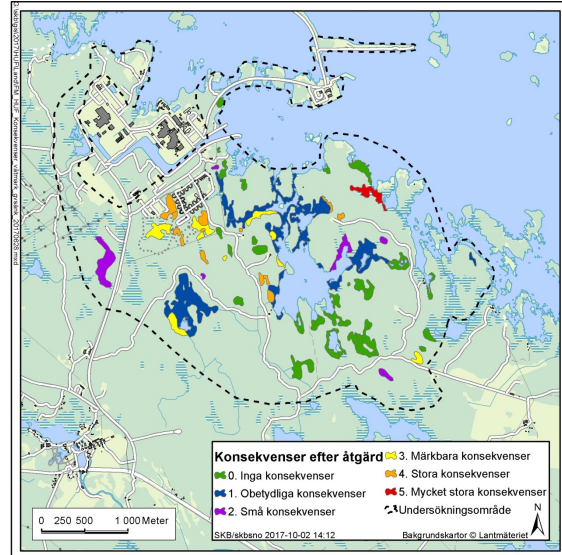 Konsekvenser efter åtgärd
0. Inga konsekvenser
1. Obetydliga konsekvenser
2. Små konsekvenser
3. Märkbara konsekvenser
4. Stora konsekvenser
5. Mycket stora konsekvenser
Undersökningsområde
N
0 250 500 1 000 Meter
SKB/skbsno 2017-10-02 14:12
Bakgrundskartor © Lantmäteriet